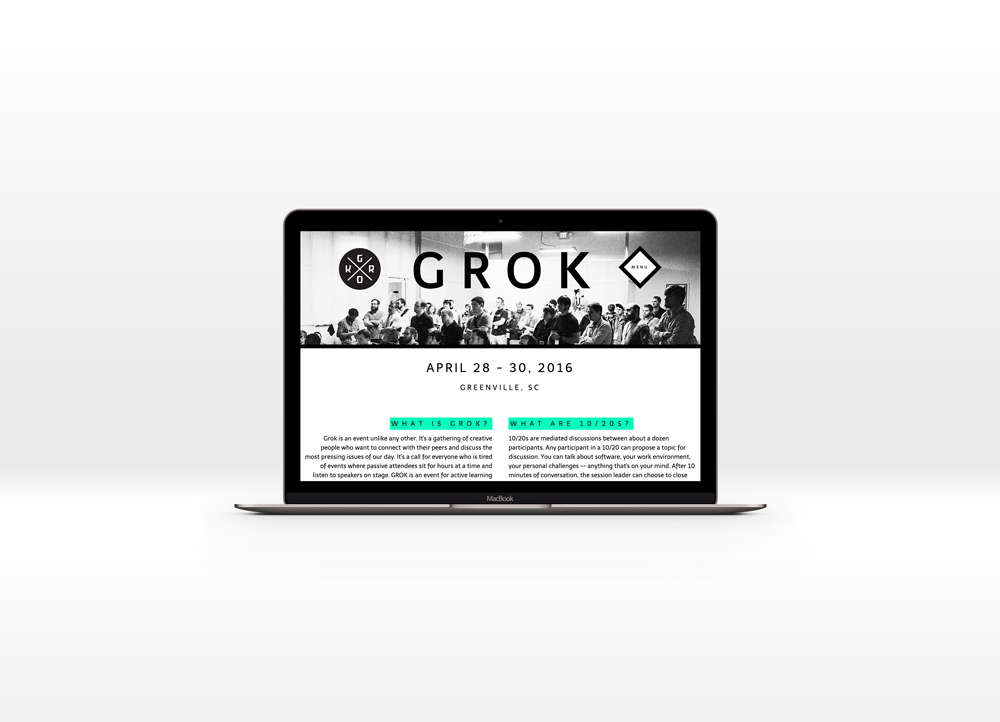 G
K R
O
GROK
MENU
APRIL 28 – 30, 2016
GREENVILLE, SC
WHAT IS GROK?
Grok is an event unlike any other. It's a gathering of creative
people who want to connect with their peers and discuss the
most pressing issues of our day. It's a call for everyone who is tired
of events where passive attendees sit for hours at a time and
listen to speakers on stage. GROK is an event for active learning
WHAT ARE 10/20S?
10/20s are mediated discussions between about a dozen
participants. Any participant in a 10/20 can propose a topic for
discussion. You can talk about software, your work environment,
your personal challenges -- anything that's on your mind. After 10
minutes of conversation, the session leader can choose to close
MacBook